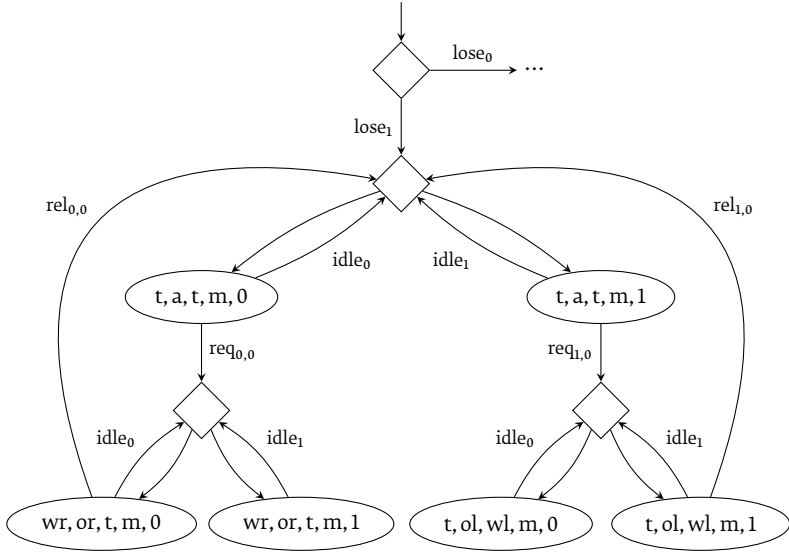 lose₀
...
lose₁
rel₀,₀
rel₁,₀
idle₀
idle₁
t, a, t, m, 0
t, a, t, m, 1
req₀,₀
req₁,₀
idle₀
idle₁
idle₀
idle₁
wr, or, t, m, 0
wr, or, t, m, 1
t, ol, wl, m, 0
t, ol, wl, m, 1